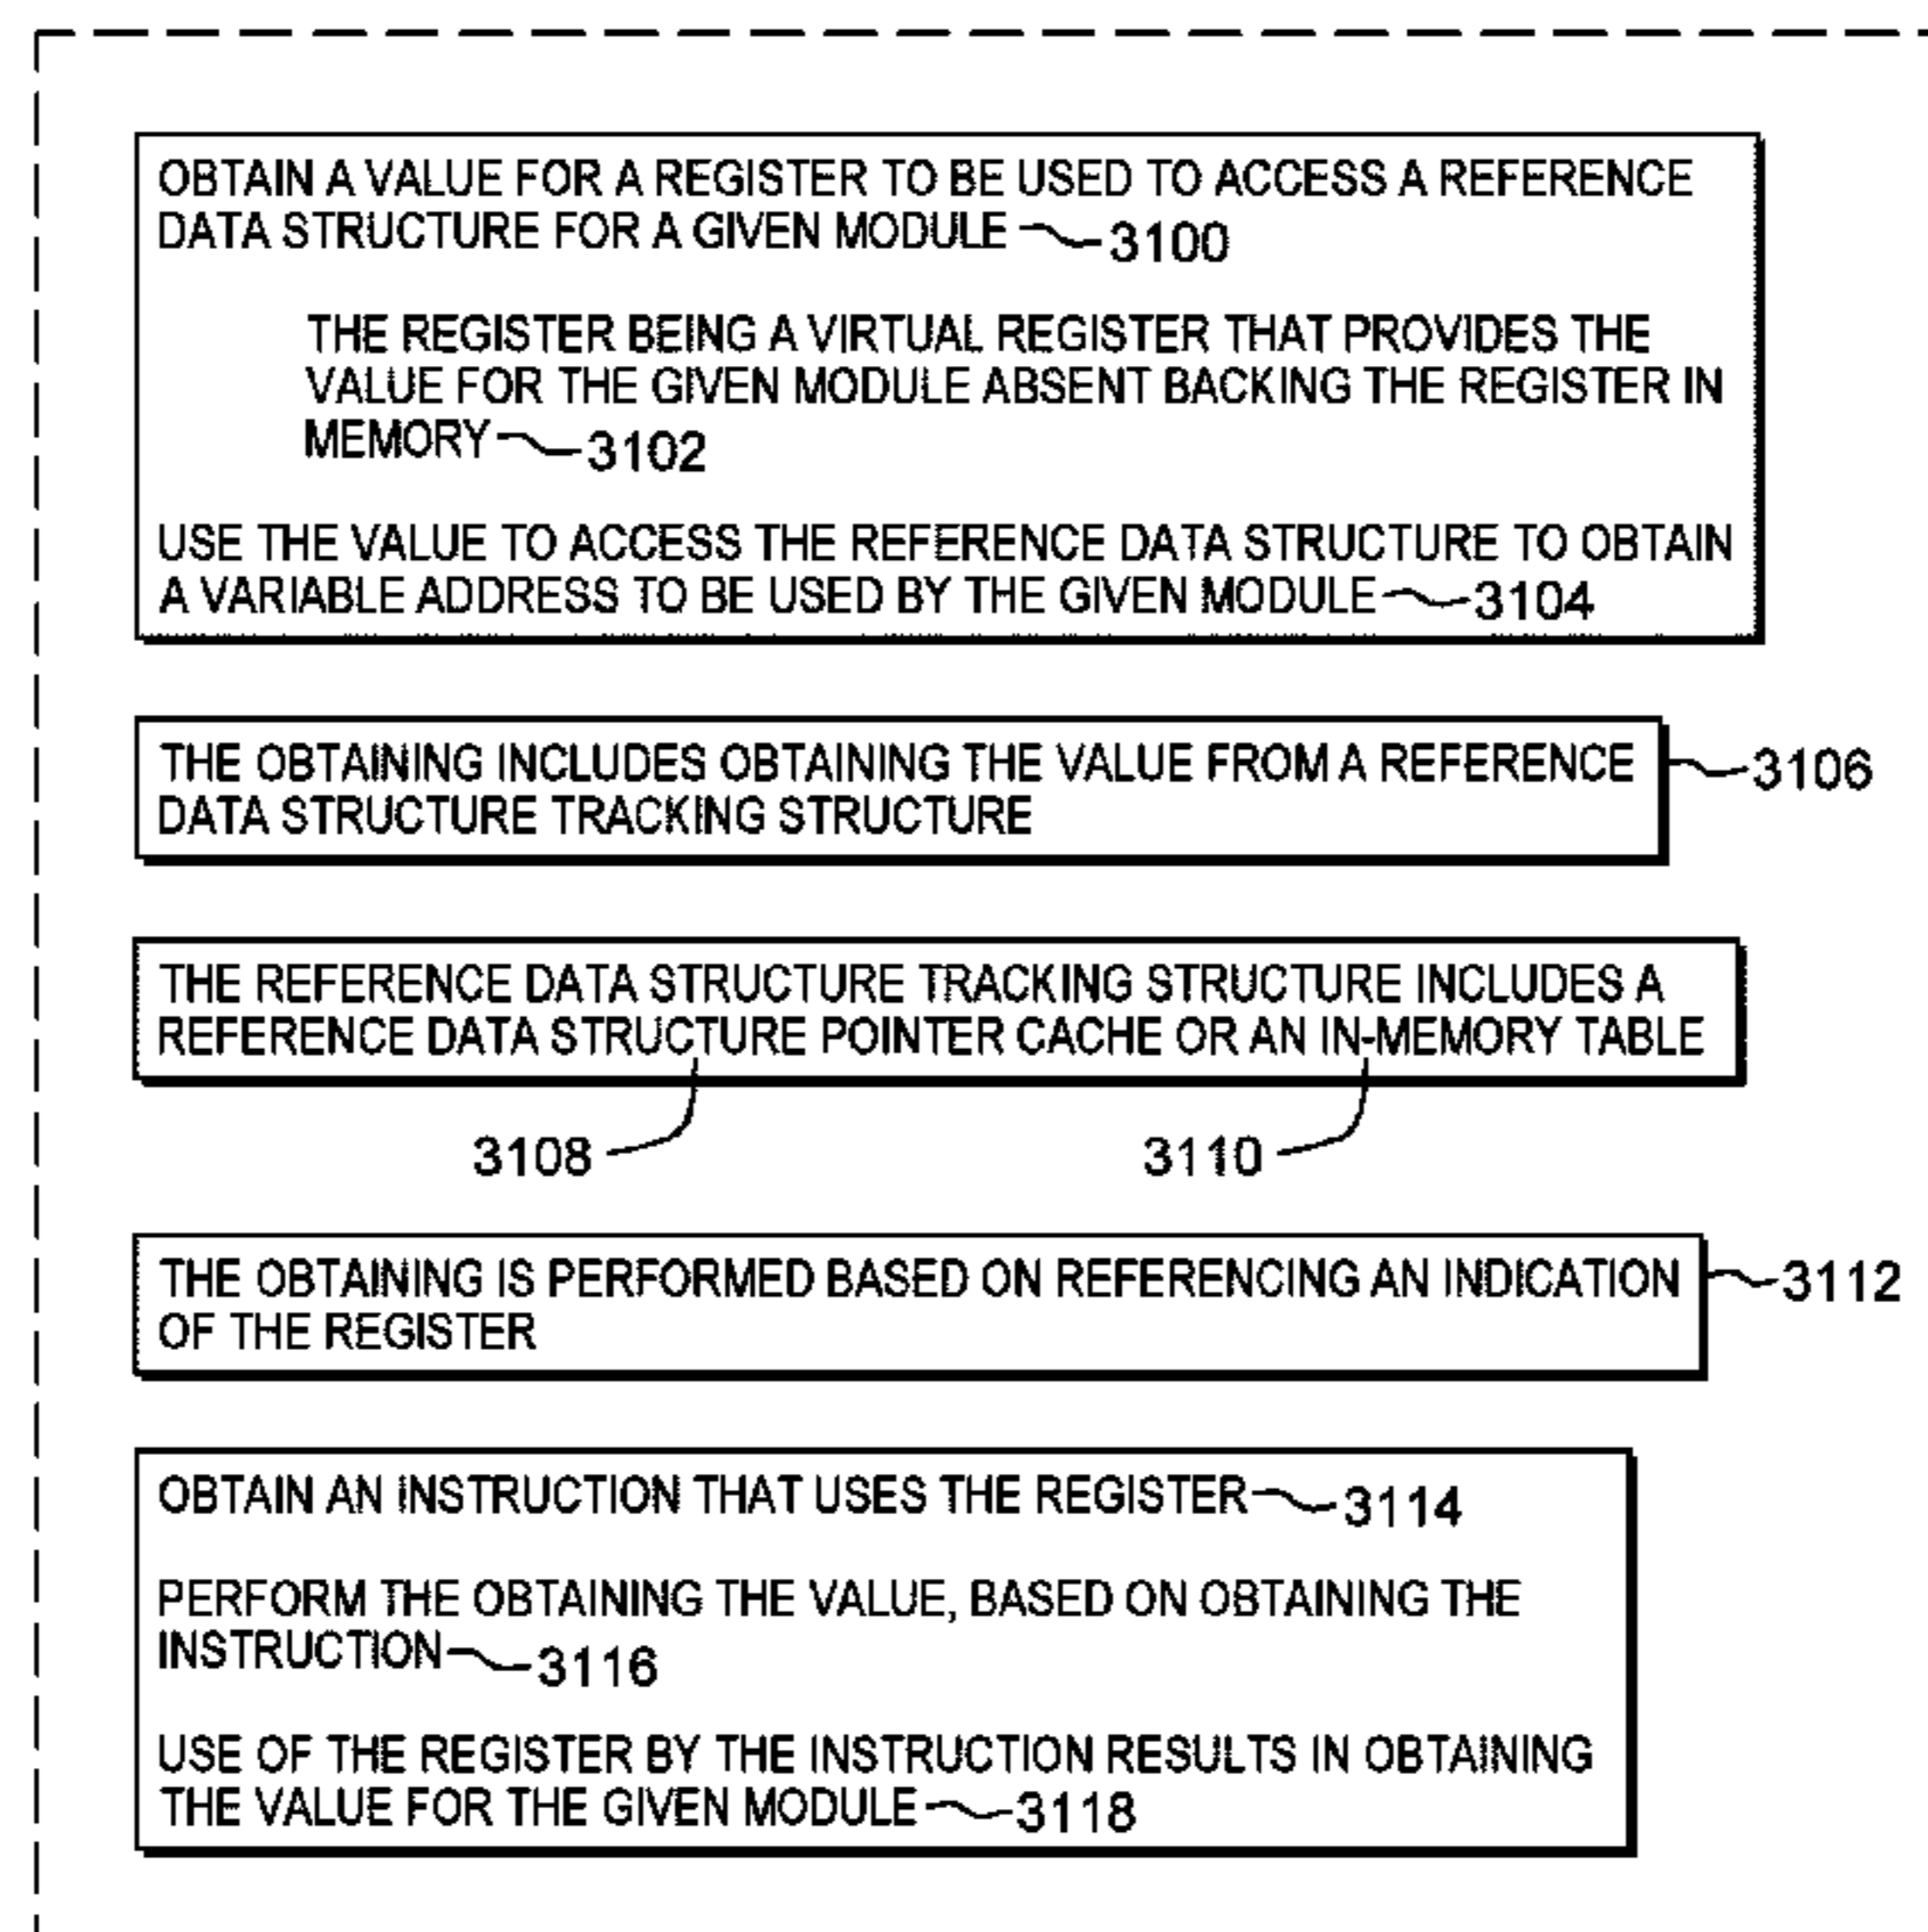 OBTAIN A VALUE FOR A REGISTER TO BE USED TO ACCESS A REFERENCE
DATA STRUCTURE FOR A GIVEN MODULE 3100
THE REGISTER BEING A VIRTUAL REGISTER THAT PROVIDES THE
VALUE FOR THE GIVEN MODULE ABSENT BACKING THE REGISTER IN
MEMORY 3102
USE THE VALUE TO ACCESS THE REFERENCE DATA STRUCTURE TO OBTAIN
A VARIABLE ADDRESS TO BE USED BY THE GIVEN MODULE 3104
THE OBTAINING INCLUDES OBTAINING THE VALUE FROM A REFERENCE 3106
DATA STRUCTURE TRACKING STRUCTURE
THE REFERENCE DATA STRUCTURE TRACKING STRUCTURE INCLUDES A
REFERENCE DATA STRUCTURE POINTER CACHE OR AN IN-MEMORY TABLE
3108 3110
THE OBTAINING IS PERFORMED BASED ON REFERENCING AN INDICATION 3112
OF THE REGISTER
OBTAIN AN INSTRUCTION THAT USES THE REGISTER 3114
PERFORM THE OBTAINING THE VALUE, BASED ON OBTAINING THE
INSTRUCTION 3116
USE OF THE REGISTER BY THE INSTRUCTION RESULTS IN OBTAINING
THE VALUE FOR THE GIVEN MODULE 3118